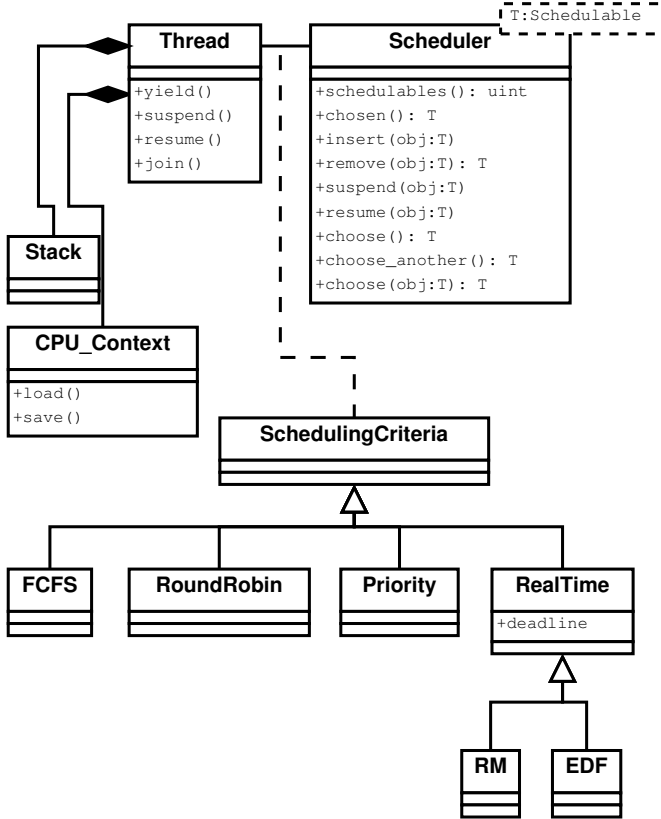 T:Schedulable
Thread
+yield()
+suspend()
+resume()
+join()
Scheduler
+schedulables(): uint
+chosen(): T
+insert(obj:T)
+remove(obj:T): T
+suspend(obj:T)
+resume(obj:T)
+choose(): T
+choose_another(): T
+choose(obj:T): T
Stack
CPU_Context
+load()
+save()
SchedulingCriteria
FCFS
RoundRobin
Priority
RealTime
+deadline
RM
EDF